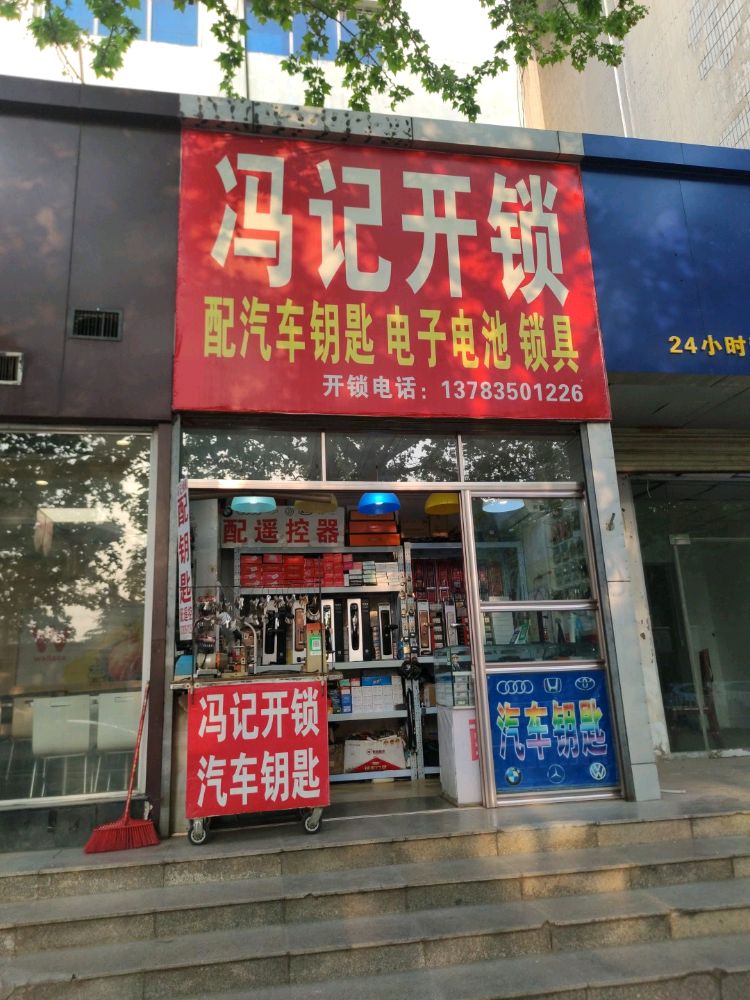 冯记开锁
配汽车钥匙 电子电池 锁具
开锁电话：13783501226
24小时
配遥控器
配钥匙
冯记开锁
汽车钥匙
汽车钥匙